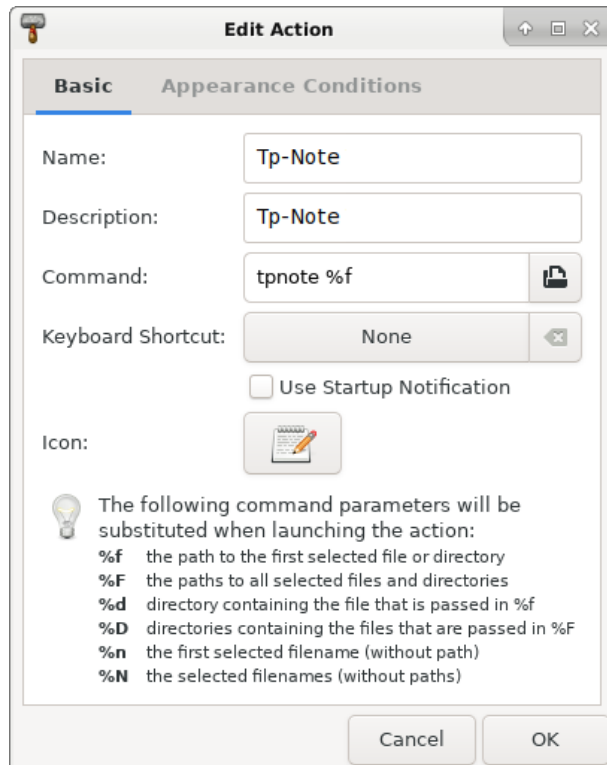 Edit Action
Basic Appearance Conditions
Name: Tp-Note
Description: Tp-Note
Command: tpnote %f
Keyboard Shortcut: None
Use Startup Notification
Icon:
The following command parameters will be
substituted when launching the action:
%f the path to the first selected file or directory
%F the paths to all selected files and directories
%d directory containing the file that is passed in %f
%D directories containing the files that are passed in %F
%n the first selected filename (without path)
%N the selected filenames (without paths)
Cancel OK